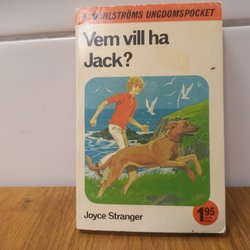 B. WAHLSTRÖMS UNGDOMSPOCKET
Vem vill ha
Jack?
Joyce Stranger
1.95